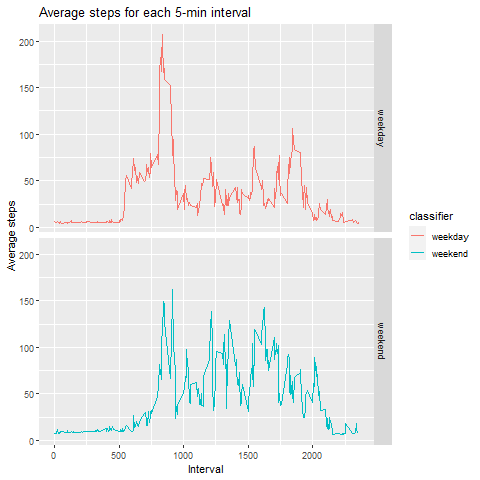 Average steps for each 5-min interval
200
150
100
50
0
weekday
200
150
100
50
0
weekend
Average steps
0
500
1000
1500
2000
Interval
classifier
weekday
weekend